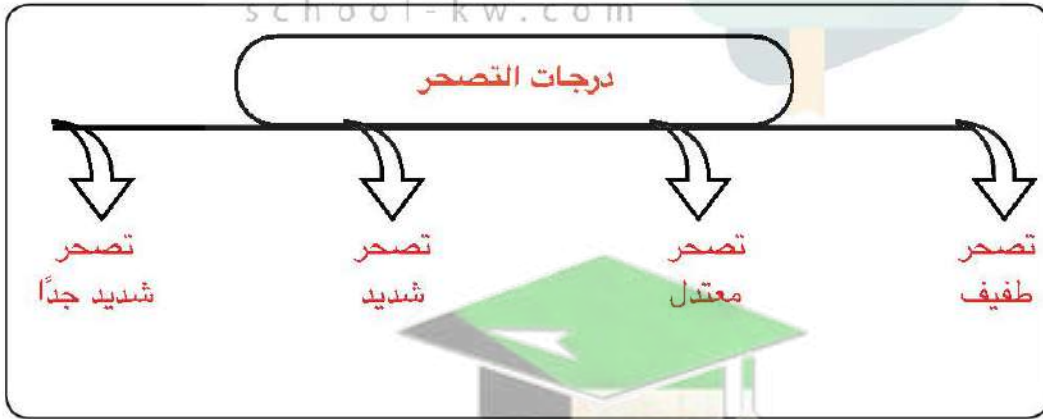 school-kw.com
درجات التصحر
تصحر
طفيف
تصحر
معتدل
تصحر
شديد
تصحر
شديد جدًا